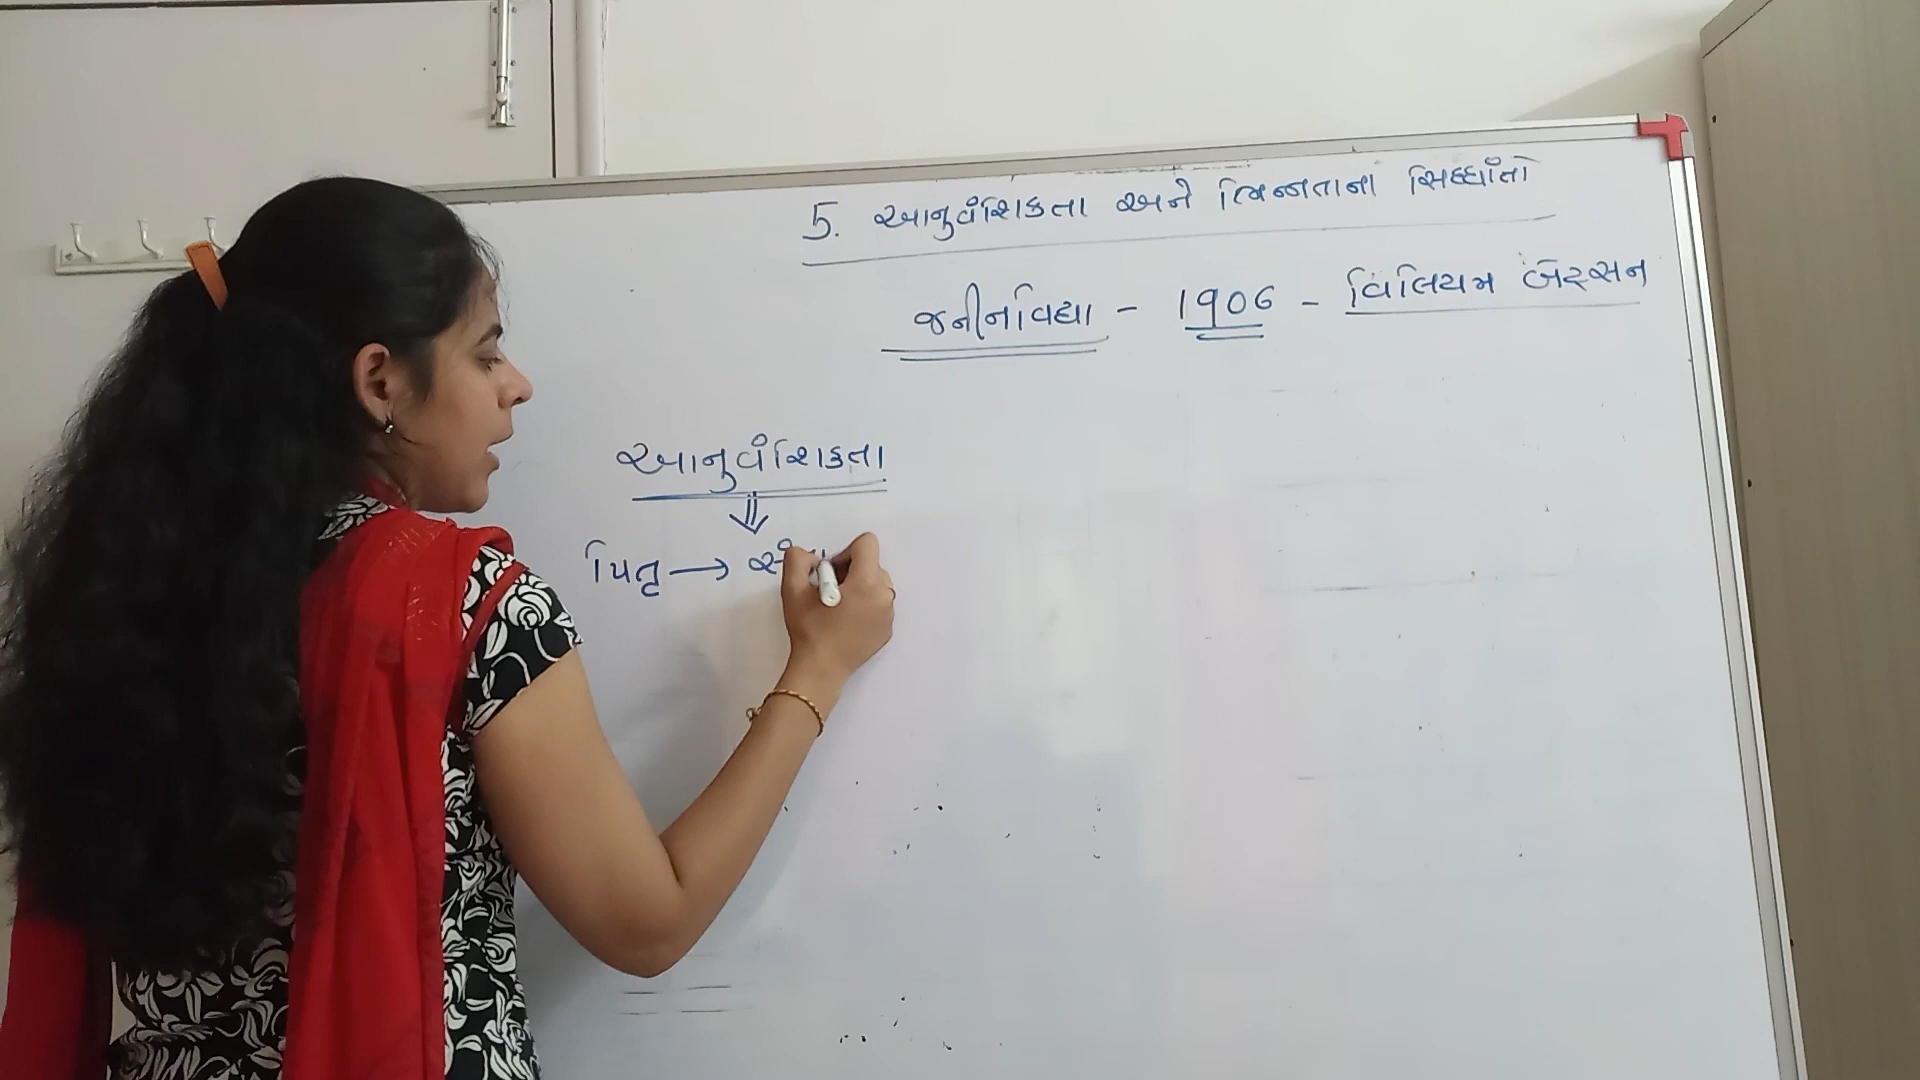 5. આનુવંશિકતા અને ભિન્નતાના સિદ્ધાંતો
જનીનવિદ્યા - 1906 - વિલિયમ બેટસન
આનુવંશિકતા
⇓
પિતૃ →